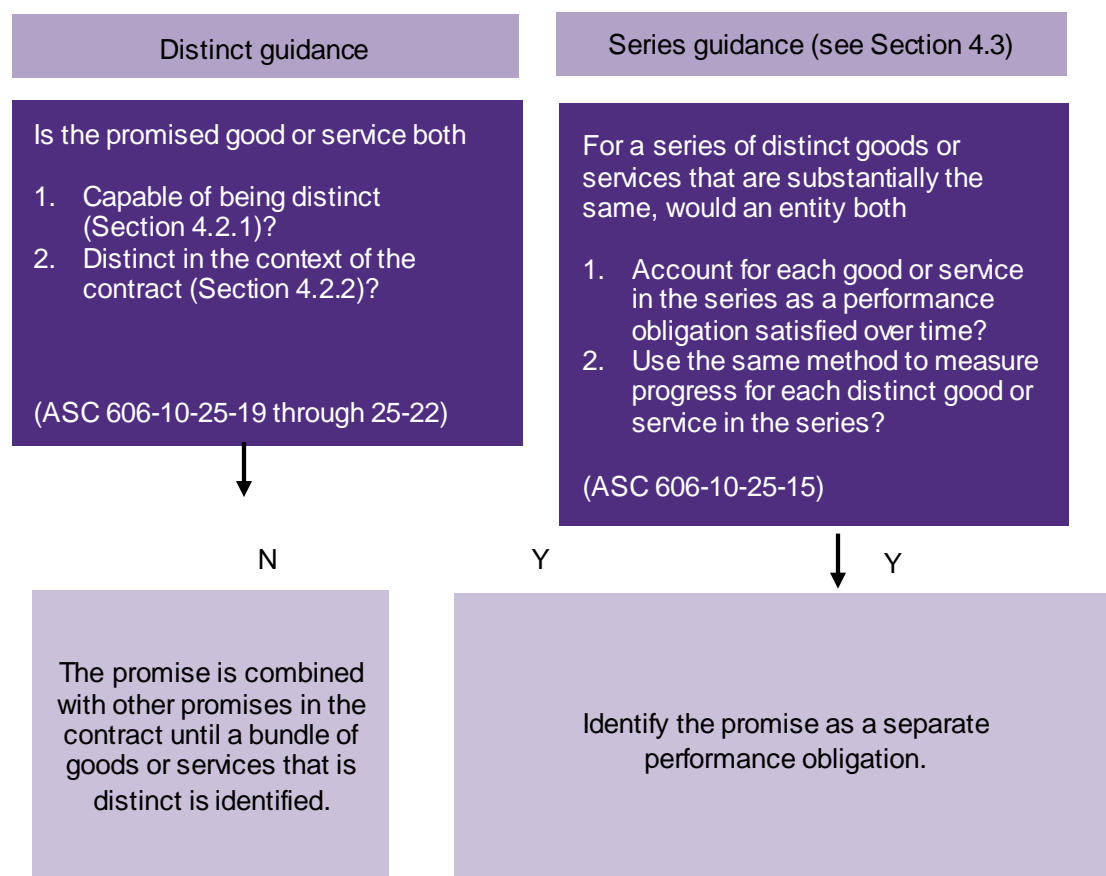 Distinct guidance
Series guidance (see Section 4.3)
Is the promised good or service both
1. Capable of being distinct
(Section 4.2.1)?
2. Distinct in the context of the
contract (Section 4.2.2)?
(ASC 606-10-25-19 through 25-22)
For a series of distinct goods or
services that are substantially the
same, would an entity both
1. Account for each good or service
in the series as a performance
obligation satisfied over time?
2. Use the same method to measure
progress for each distinct good or
service in the series?
(ASC 606-10-25-15)
N
Y
Y
The promise is combined
with other promises in the
contract until a bundle of
goods or services that is
distinct is identified.
Identify the promise as a separate
performance obligation.